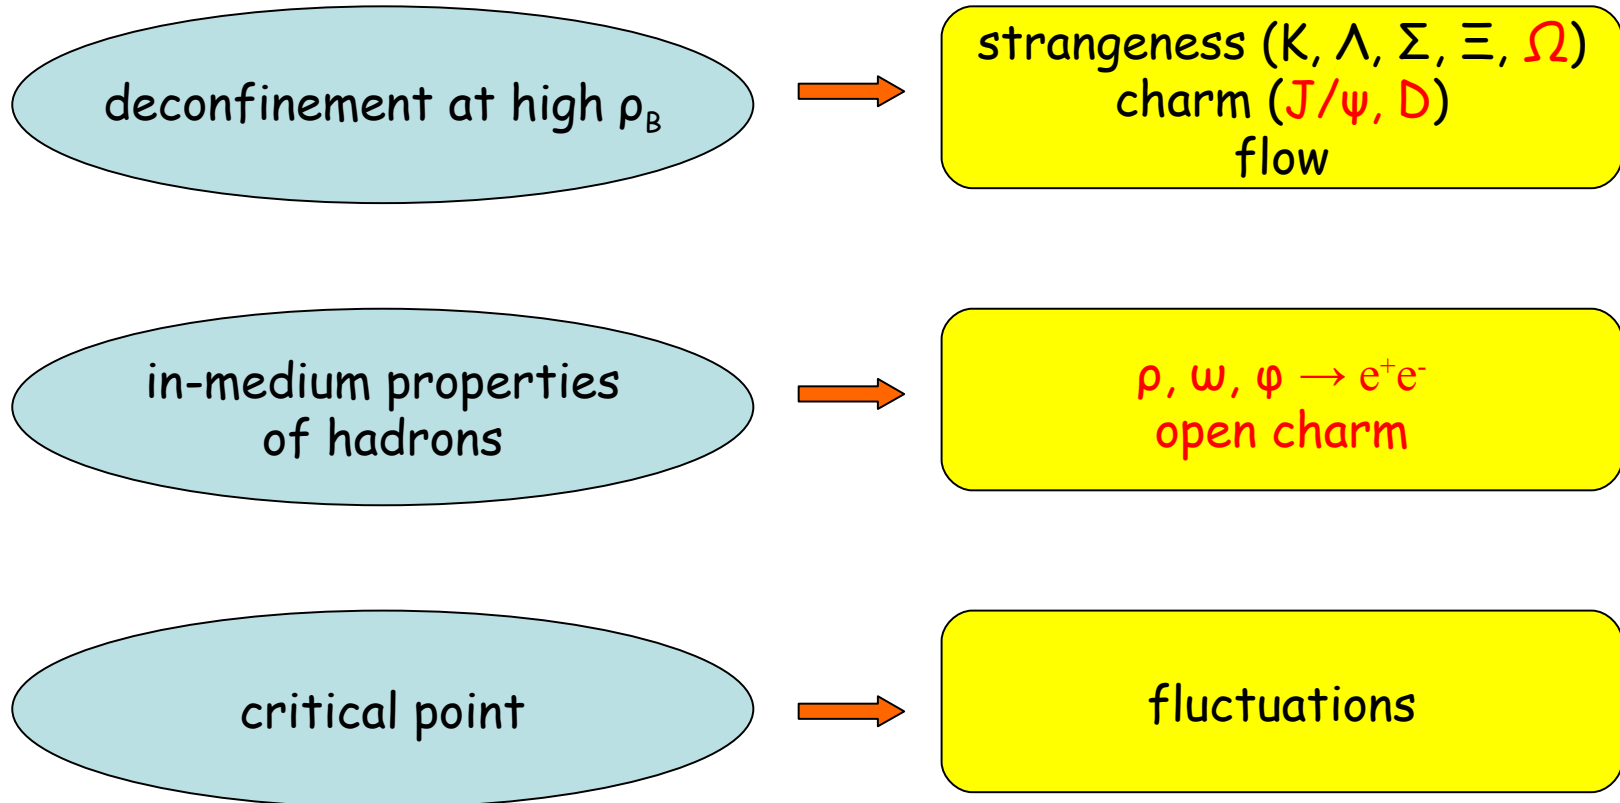 deconfinement at high ρB
strangeness (K, Λ, Σ, Ξ, Ω)
charm (J/ψ, D)
flow
in-medium properties
of hadrons
ρ, ω, φ → e+e-
open charm
critical point
fluctuations